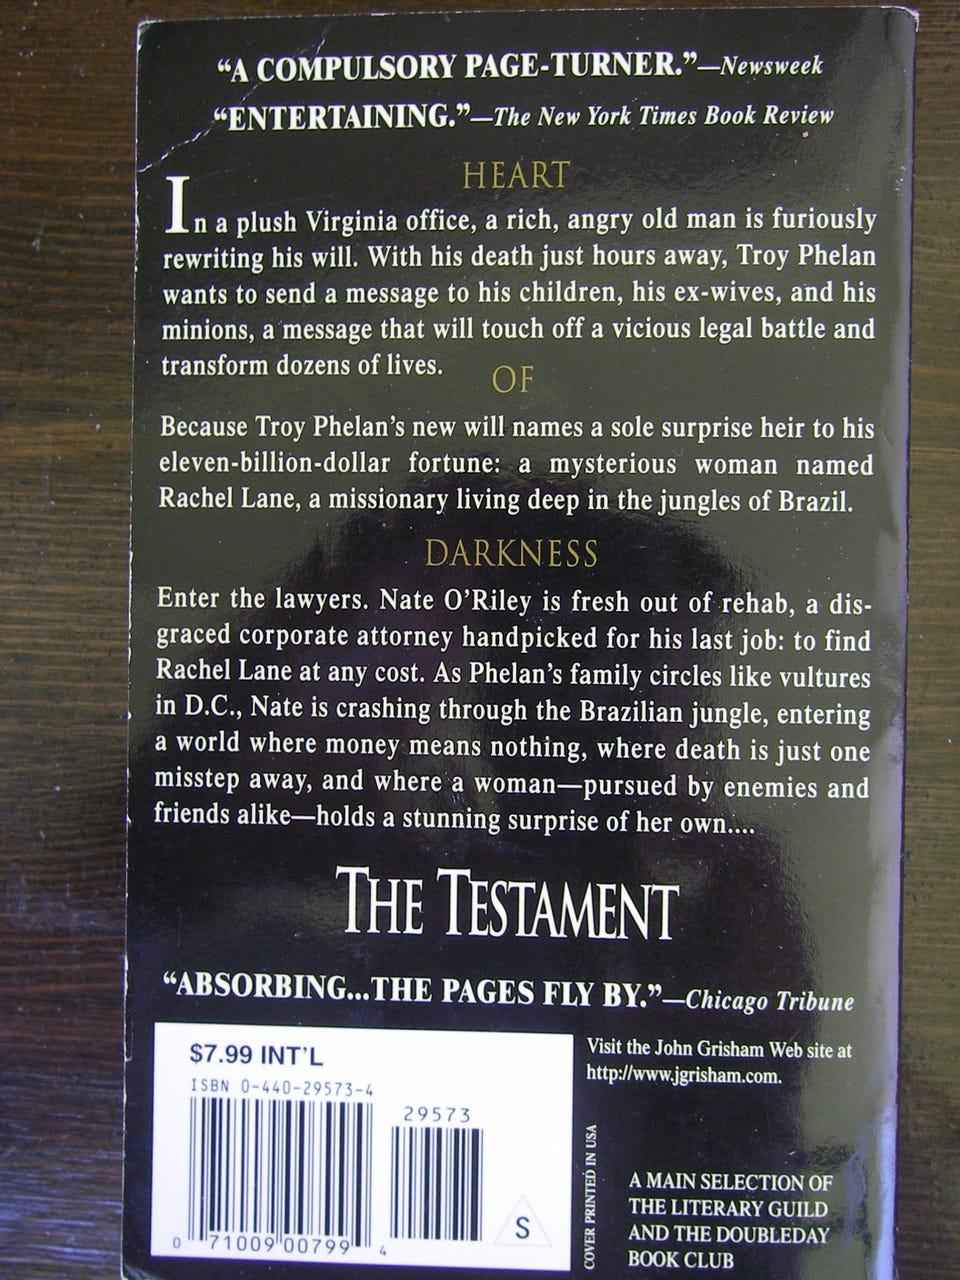 “A COMPULSORY PAGE-TURNER.”—Newsweek
“ENTERTAINING.”—The New York Times Book Review
HEART
In a plush Virginia office, a rich, angry old man is furiously
rewriting his will. With his death just hours away, Troy Phelan
wants to send a message to his children, his ex-wives, and his
minions, a message that will touch off a vicious legal battle and
transform dozens of lives.
OF
Because Troy Phelan’s new will names a sole surprise heir to his
eleven-billion-dollar fortune: a mysterious woman named
Rachel Lane, a missionary living deep in the jungles of Brazil.
DARKNESS
Enter the lawyers. Nate O’Riley is fresh out of rehab, a dis-
graced corporate attorney handpicked for his last job: to find
Rachel Lane at any cost. As Phelan’s family circles like vultures
in D.C., Nate is crashing through the Brazilian jungle, entering
a world where money means nothing, where death is just one
misstep away, and where a woman—pursued by enemies and
friends alike—holds a stunning surprise of her own....
THE TESTAMENT
“ABSORBING...THE PAGES FLY BY.”—Chicago Tribune
$7.99 INT’L
ISBN 0-440-29573-4
29573
0 71009 00799 4
S
Visit the John Grisham Web site at
http://www.jgrisham.com.
COVER PRINTED IN USA
A MAIN SELECTION OF
THE LITERARY GUILD
AND THE DOUBLEDAY
BOOK CLUB